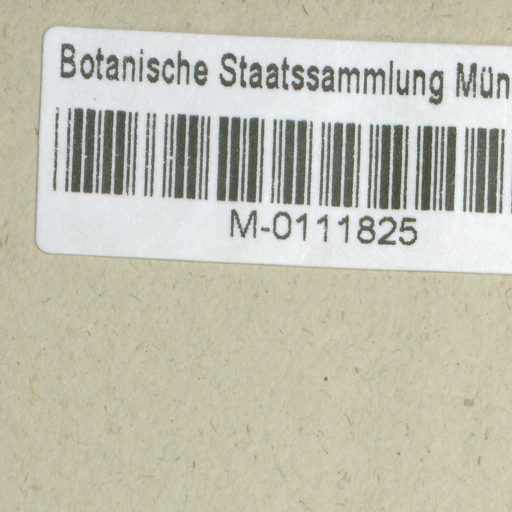 Botanische Staatssammlung Mün
M-0111825